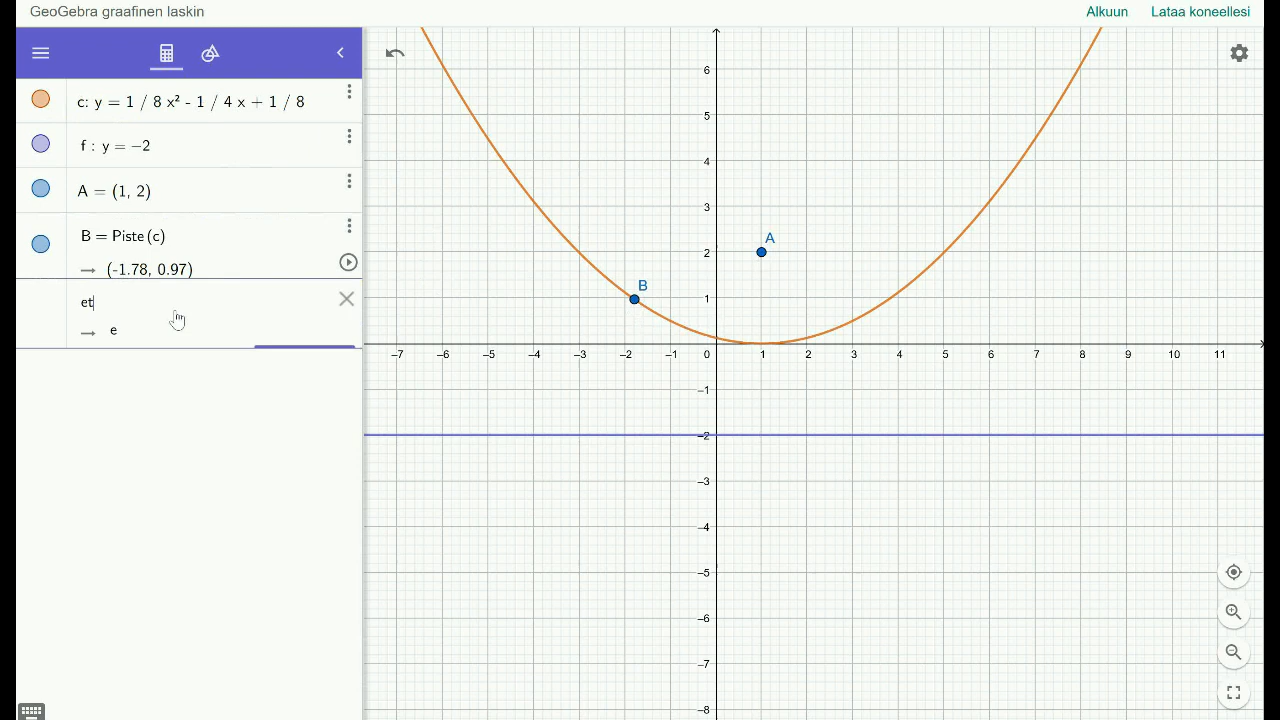 GeoGebra graafinen laskin
Alkuun
Lataa koneellesi
c: y = 1 / 8 x² - 1 / 4 x + 1 / 8
f : y = −2
A = (1, 2)
B = Piste (c)
→ (-1.78, 0.97)
et
→ e
A
B
6
5
4
3
2
1
−7 −6 −5 −4 −3 −2 −1 0 1 2 3 4 5 6 7 8 9 10 11
−1
−2
−3
−4
−5
−6
−7
−8